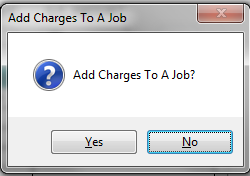 Add Charges To A Job
Add Charges To A Job?
Yes No